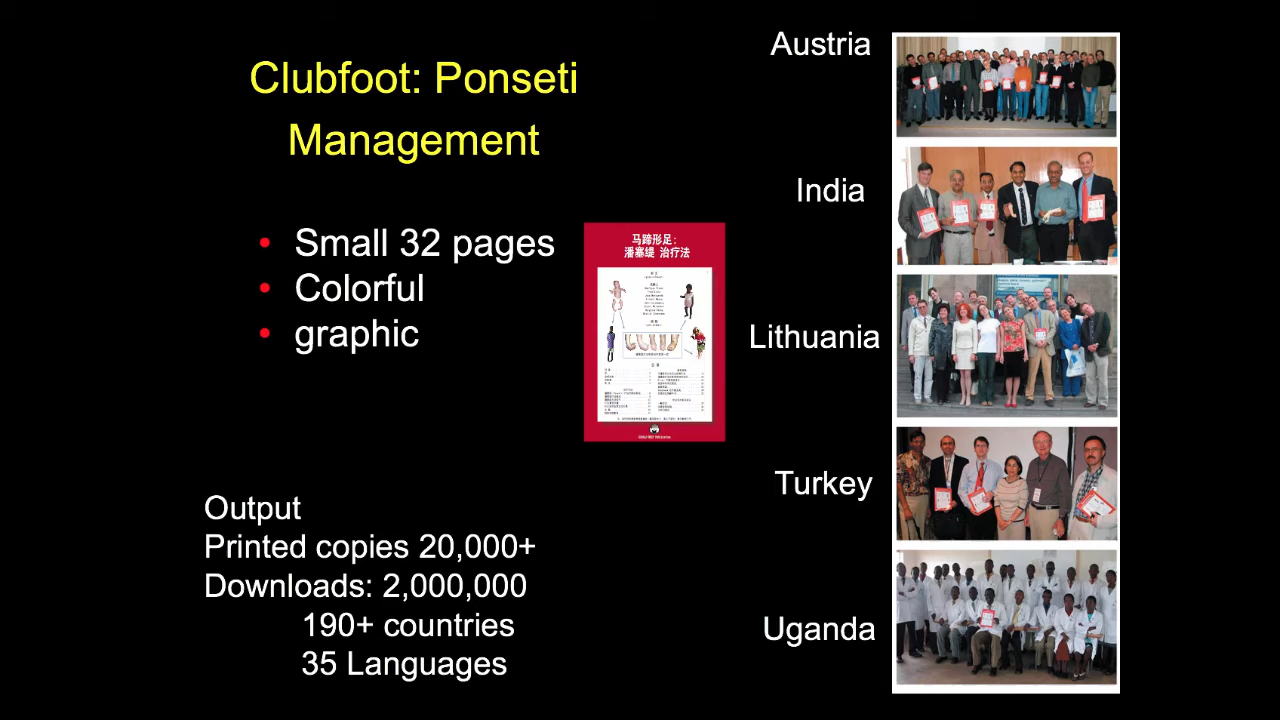 Clubfoot: Ponseti
Management
• Small 32 pages
• Colorful
• graphic
马蹄形足:
潘塞缇 治疗法
Output
Printed copies 20,000+
Downloads: 2,000,000
190+ countries
35 Languages
Austria
India
Lithuania
Turkey
Uganda